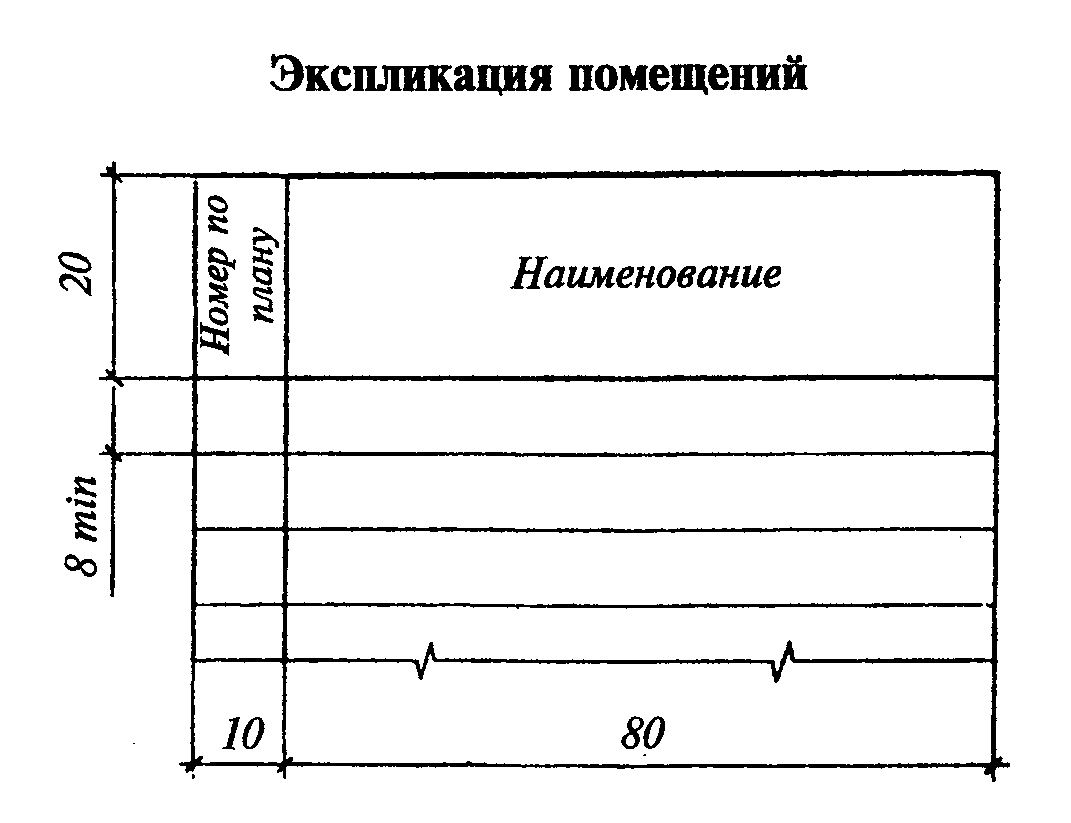 Экспликация помещений
Номер по
плану
Наименование
20
8 min
10
80